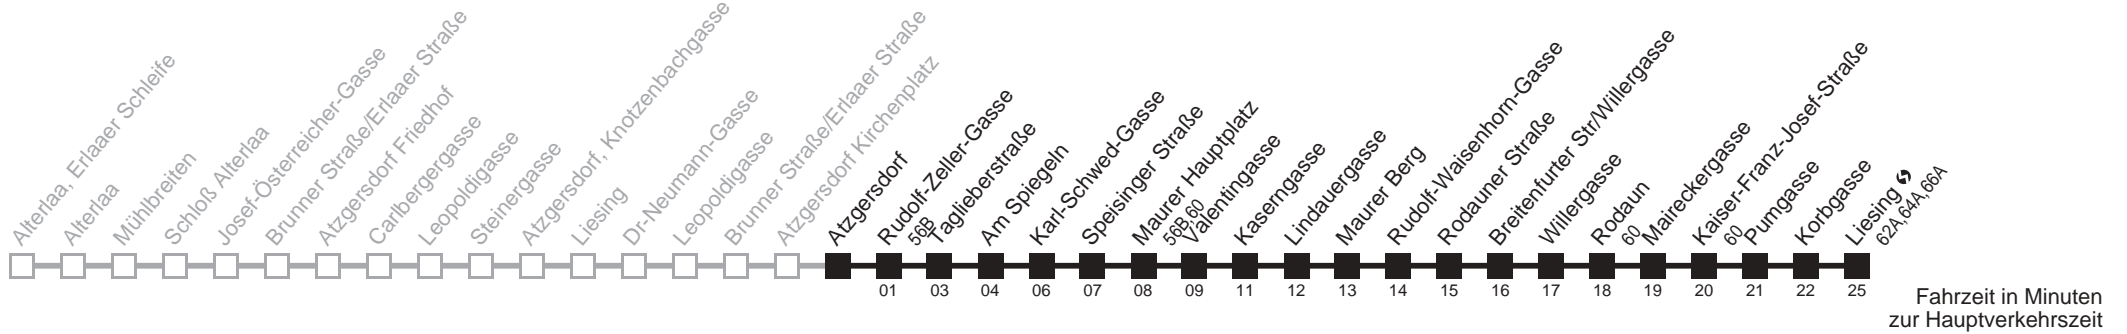 Alterlaa, Erlaaer Schleife
Alterlaa
Mühlbreiten
Schloß Alterlaa
Josef-Österreicher-Gasse
Brunner Straße/Erlaaer Straße
Atzgersdorf Friedhof
Carlbergergasse
Leopoldigasse
Steinergasse
Atzgersdorf, Knotzenbachgasse
Liesing
Dr-Neumann-Gasse
Leopoldigasse
Brunner Straße/Erlaaer Straße
Atzgersdorf Kirchenplatz
Atzgersdorf
Rudolf-Zeller-Gasse
56B
Taglieberstraße
Am Spiegeln
Karl-Schwed-Gasse
Speisinger Straße
Maurer Hauptplatz
56B,60
Valentingasse
Kaserngasse
Lindauergasse
Maurer Berg
Rudolf-Waisenhorn-Gasse
Rodauner Straße
Breitenfurter Str/Willergasse
Willergasse
Rodaun
60
Maireckergasse
Kaiser-Franz-Josef-Straße
60
Pumgasse
Korbgasse
Liesing
62A,64A,66A
01 03 04 06 07 08 09 11 12 13 14 15 16 17 18 19 20 21 22 25
Fahrzeit in Minuten
zur Hauptverkehrszeit